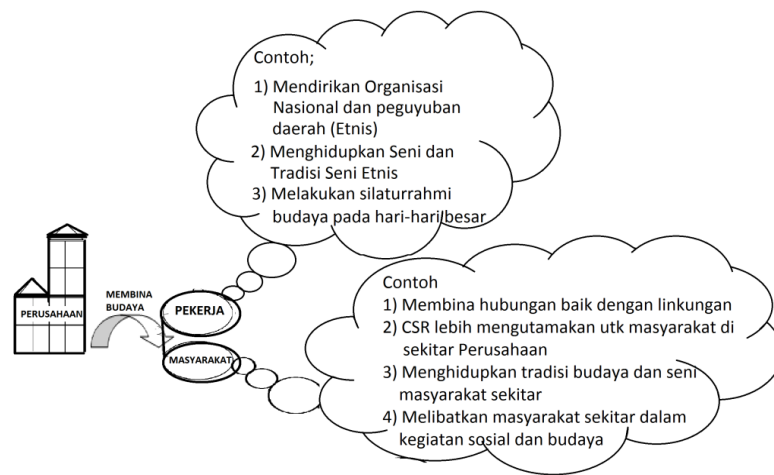 Contoh;
1) Mendirikan Organisasi
Nasional dan peguyuban
daerah (Etnis)
2) Menghidupkan Seni dan
Tradisi Seni Etnis
3) Melakukan silaturrahmi
budaya pada hari-hari besar
PERUSAHAAN
MEMBINA
BUDAYA
PEKERJA
MASYARAKAT
Contoh
1) Membina hubungan baik dengan linkungan
2) CSR lebih mengutamakan utk masyarakat di
sekitar Perusahaan
3) Menghidupkan tradisi budaya dan seni
masyarakat sekitar
4) Melibatkan masyarakat sekitar dalam
kegiatan sosial dan budaya